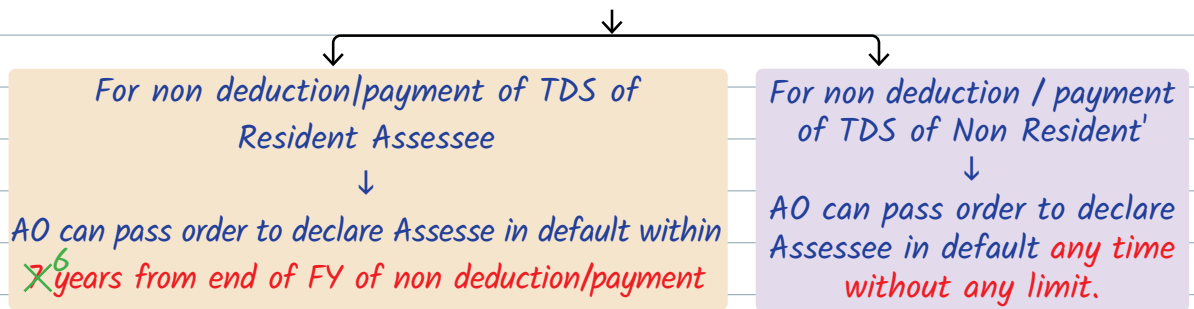 For non deduction/payment of TDS of
Resident Assessee
↓
AO can pass order to declare Assesse in default within
7 6 years from end of FY of non deduction/payment
For non deduction / payment
of TDS of Non Resident'
↓
AO can pass order to declare
Assessee in default any time
without any limit.